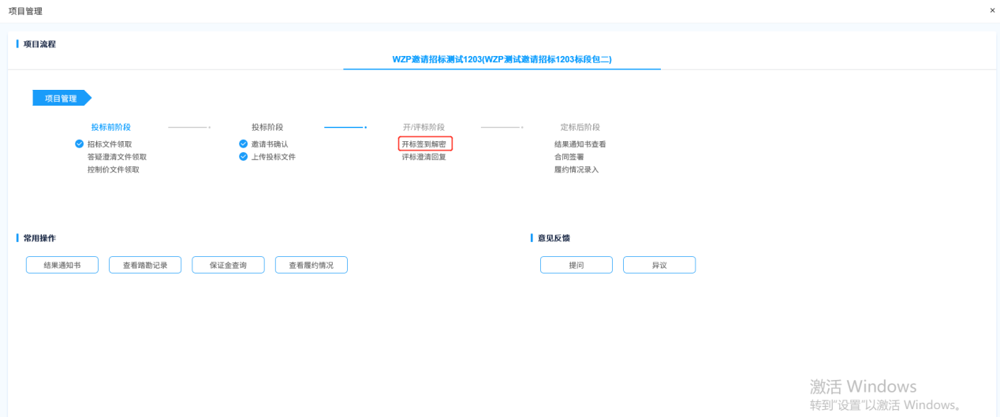 项目管理
×
项目流程
WZP邀请招标测试1203(WZP测试邀请招标1203标段包二)
项目管理
投标前阶段 投标阶段 开/评标阶段 定标后阶段
招标文件领取 邀请书确认 开标签到解密 结果通知书查看
答疑澄清文件领取 上传投标文件 评标澄清回复 合同签署
控制价文件领取 履约情况录入
常用操作 意见反馈
结果通知书 查看踏勘记录 保证金查询 查看履约情况 提问 异议
激活 Windows
转到"设置"以激活 Windows。